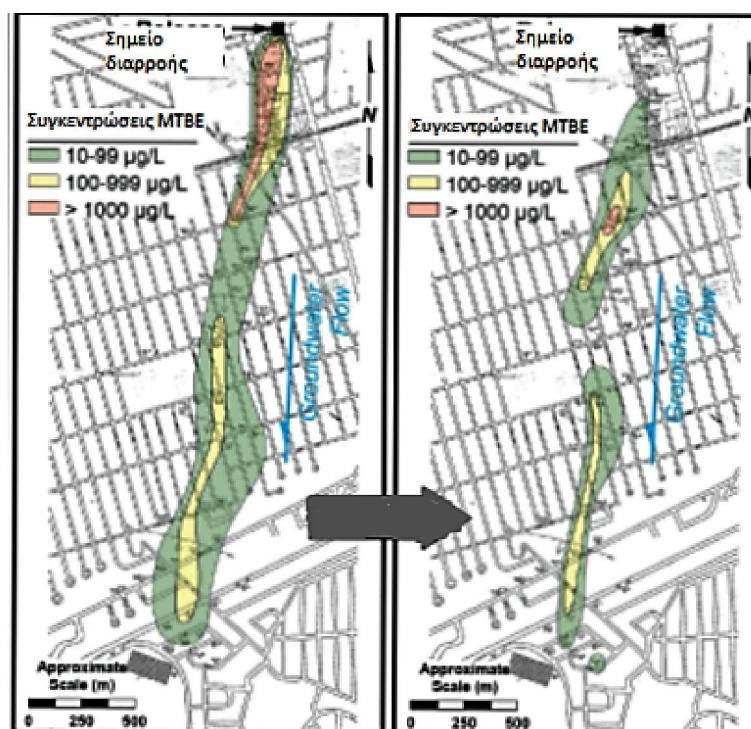 Σημείο
διαρροής
Συγκεντρώσεις MTBE
10-99 µg/L
100-999 µg/L
> 1000 µg/L
N
Groundwater
Flow
Approximate
Scale (m)
0 250 500
Σημείο
διαρροής
Συγκεντρώσεις MTBE
10-99 µg/L
100-999 µg/L
> 1000 µg/L
N
Groundwater
Flow
Approximate
Scale (m)
0 250 500